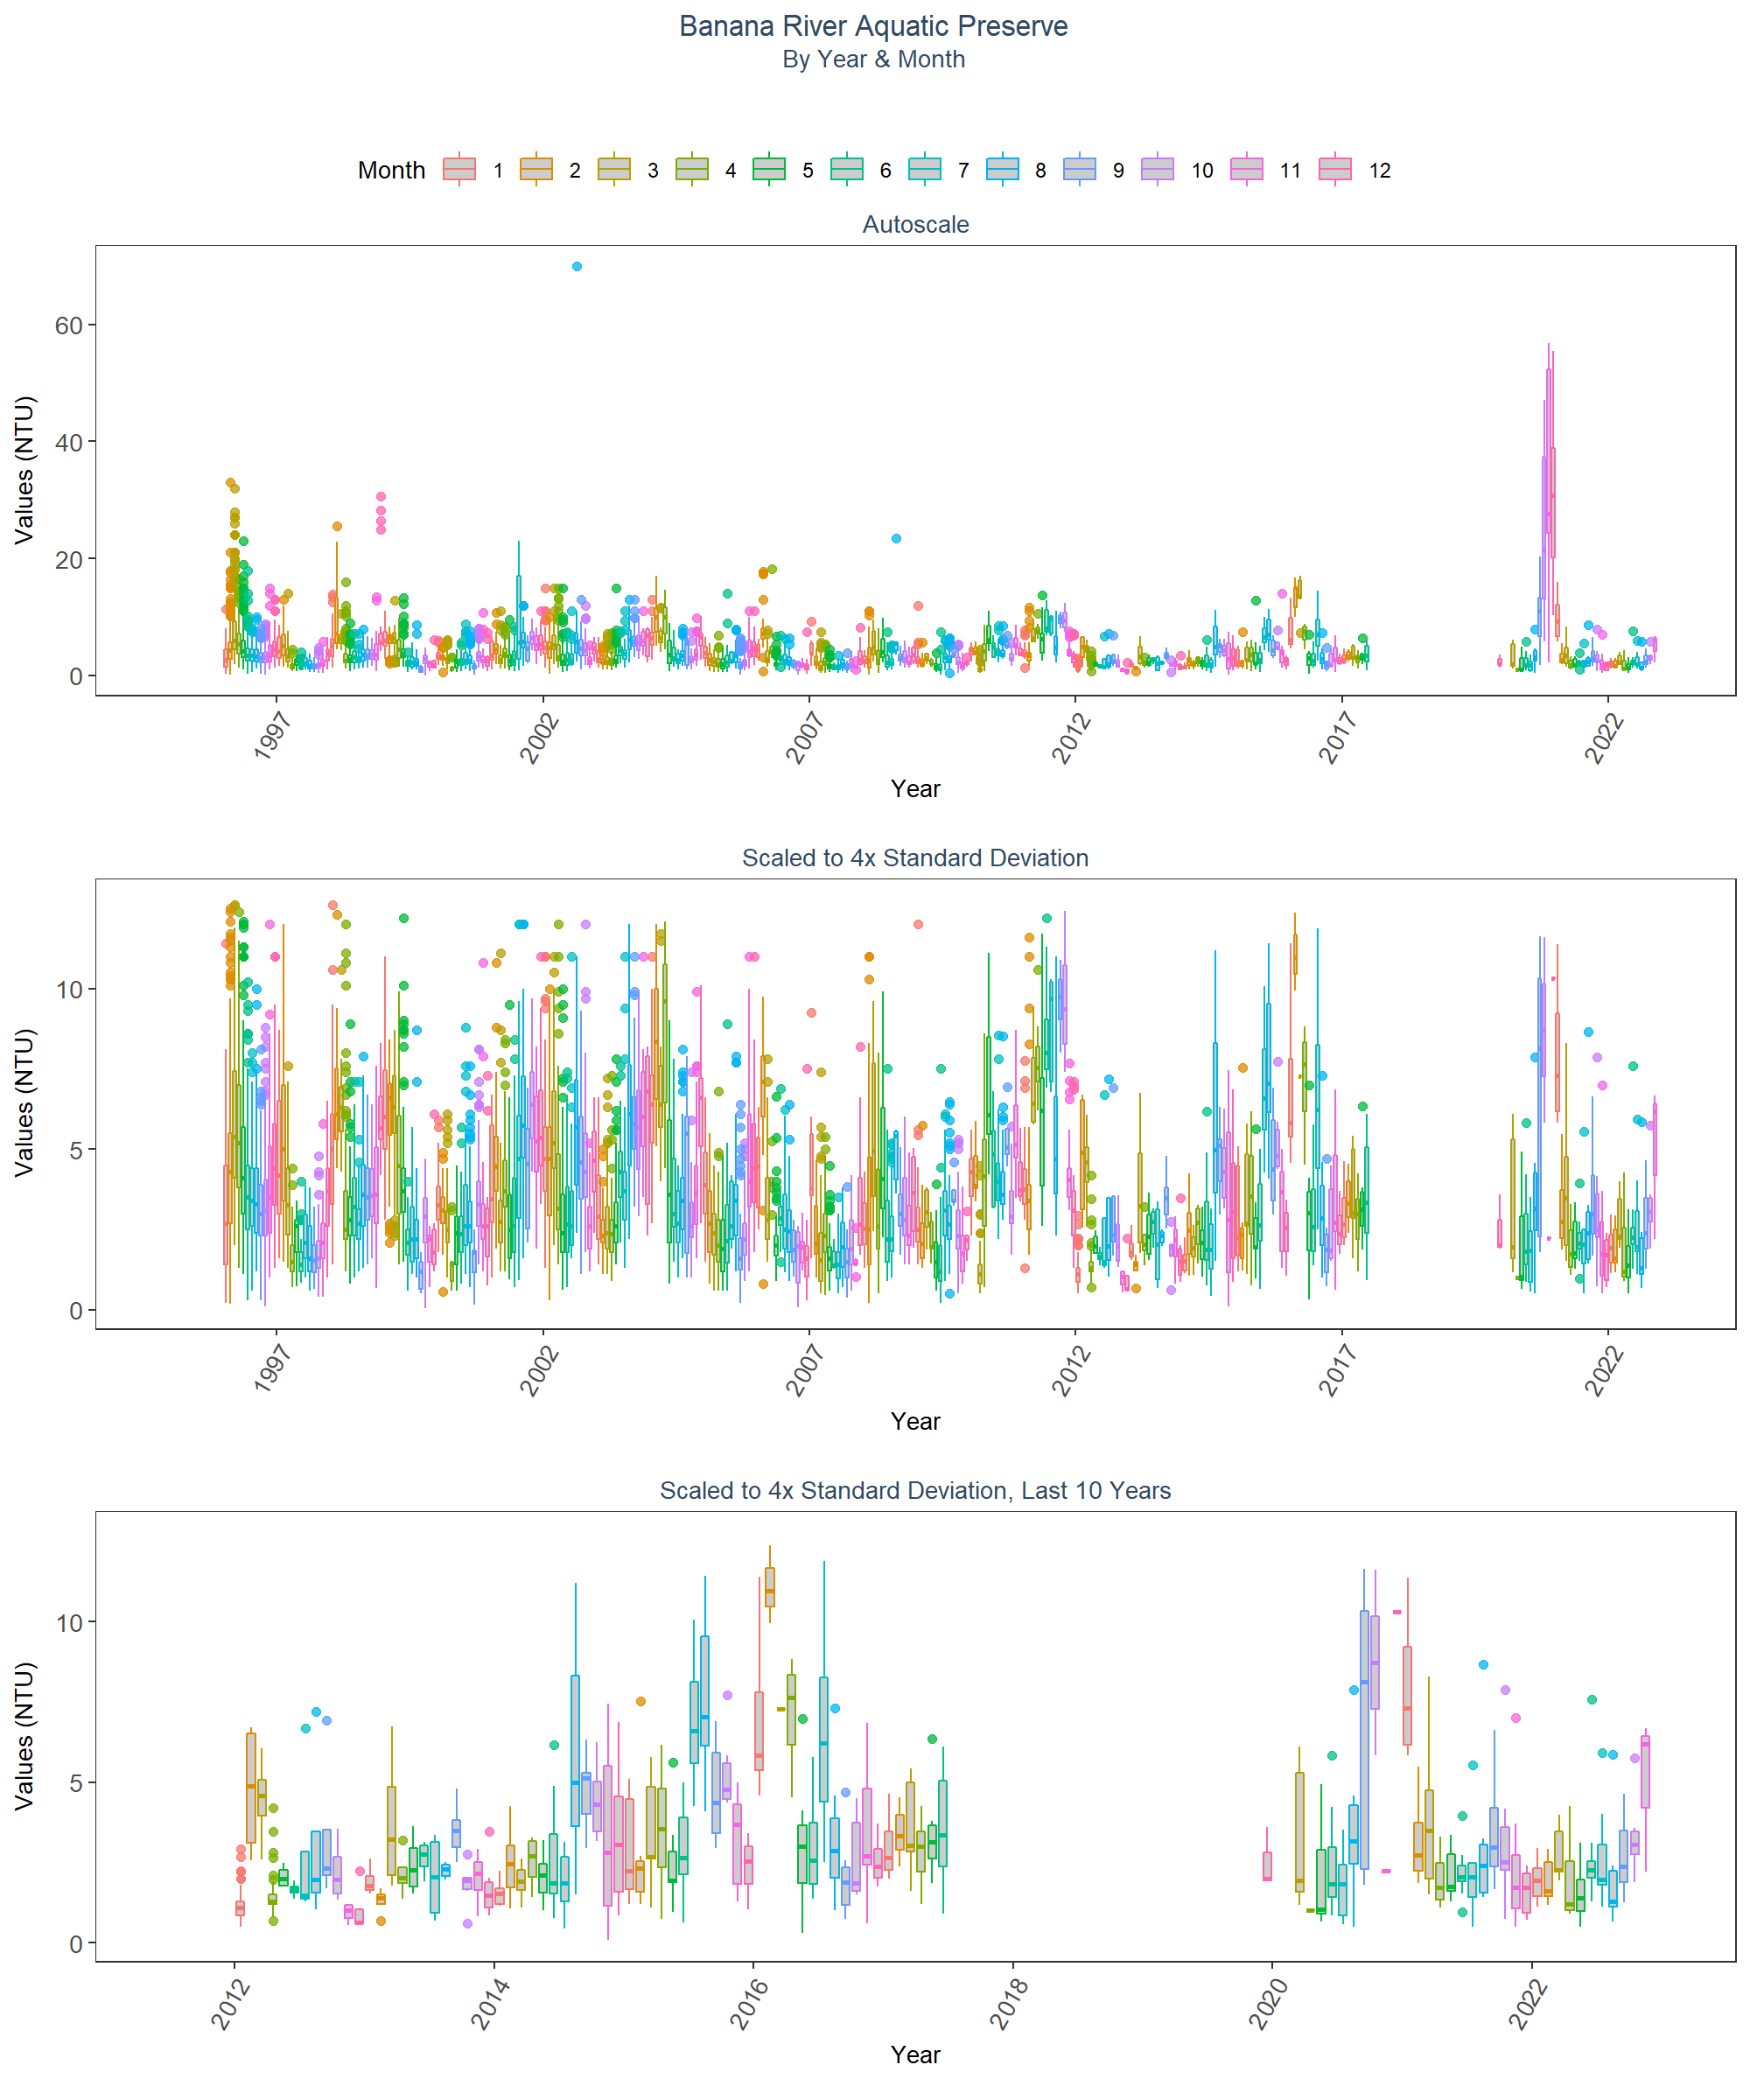 Banana River Aquatic Preserve
By Year & Month
Month 1 2 3 4 5 6 7 8 9 10 11 12
Autoscale
Values (NTU)
60
40
20
0
1997 2002 2007 2012 2017 2022
Year
Scaled to 4x Standard Deviation
Values (NTU)
10
5
0
1997 2002 2007 2012 2017 2022
Year
Scaled to 4x Standard Deviation, Last 10 Years
Values (NTU)
10
5
0
2012 2014 2016 2018 2020 2022
Year